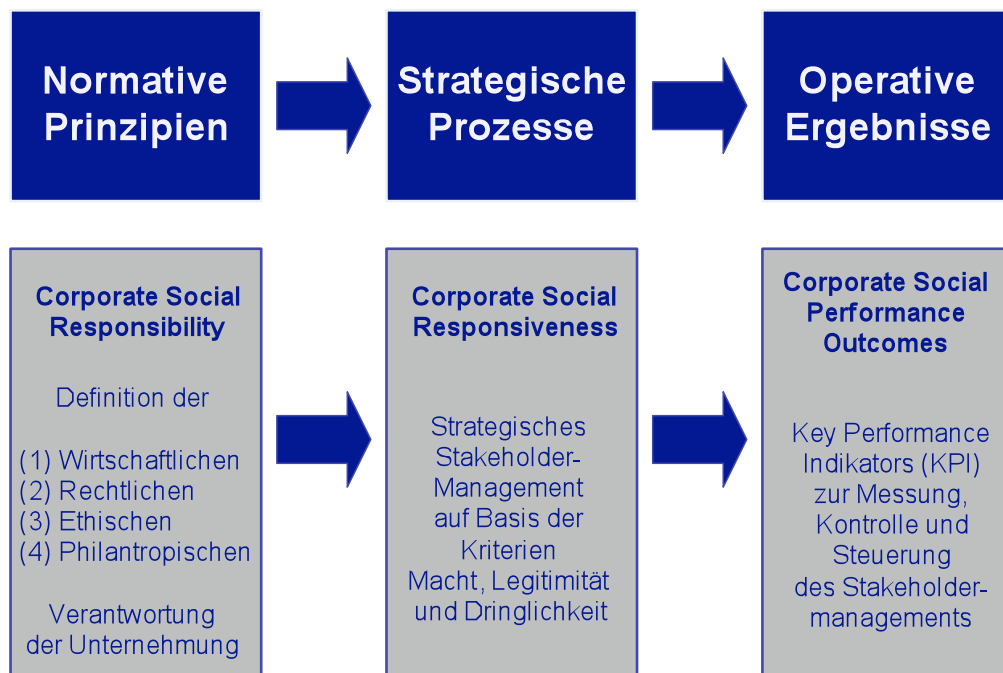 Normative
Prinzipien
Strategische
Prozesse
Operative
Ergebnisse
Corporate Social
Responsibility
Definition der
(1) Wirtschaftlichen
(2) Rechtlichen
(3) Ethischen
(4) Philantropischen
Verantwortung
der Unternehmung
Corporate Social
Responsiveness
Strategisches
Stakeholder-
Management
auf Basis der
Kriterien
Macht, Legitimität
und Dringlichkeit
Corporate Social
Performance
Outcomes
Key Performance
Indikators (KPI)
zur Messung,
Kontrolle und
Steuerung
des Stakeholder-
managements